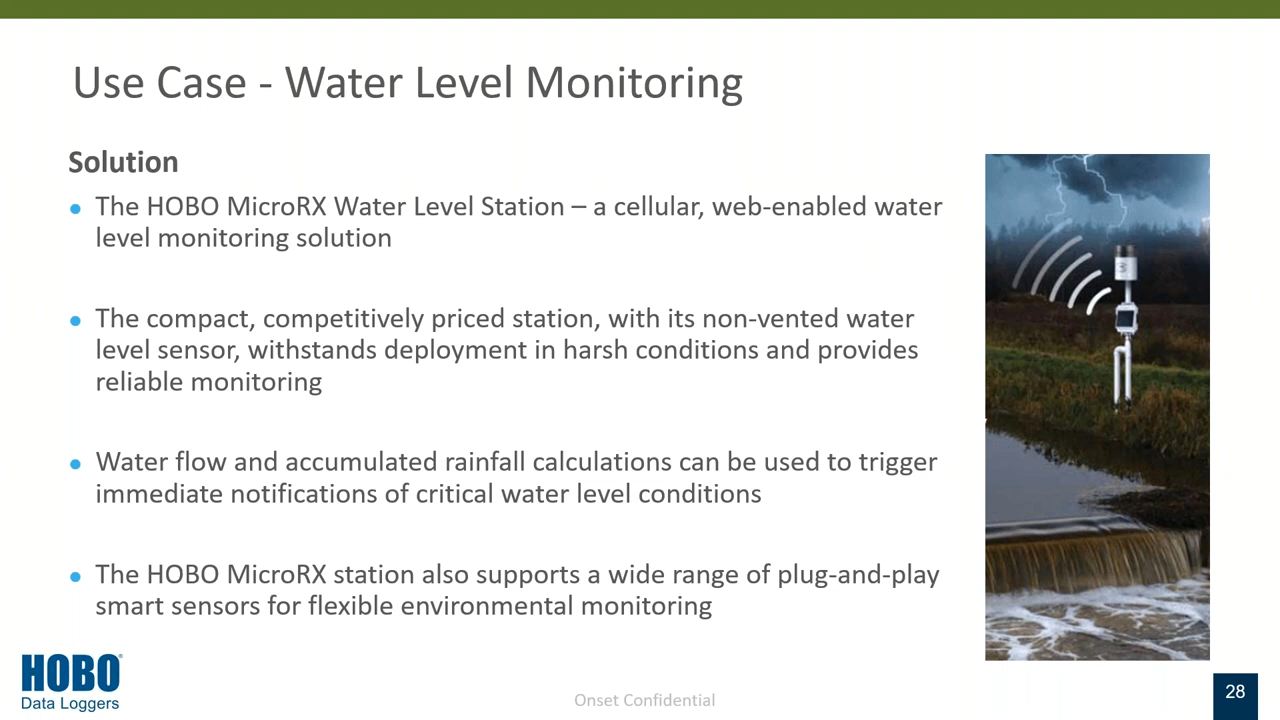 Use Case - Water Level Monitoring
Solution
• The HOBO MicroRX Water Level Station – a cellular, web-enabled water
level monitoring solution
• The compact, competitively priced station, with its non-vented water
level sensor, withstands deployment in harsh conditions and provides
reliable monitoring
• Water flow and accumulated rainfall calculations can be used to trigger
immediate notifications of critical water level conditions
• The HOBO MicroRX station also supports a wide range of plug-and-play
smart sensors for flexible environmental monitoring
HOBO®
Data Loggers
Onset Confidential
28